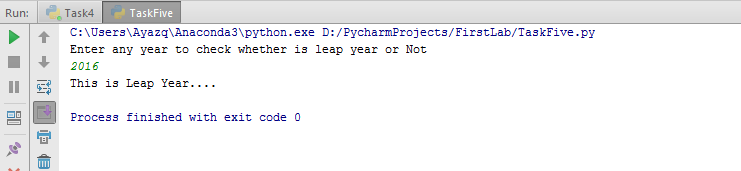 Run: Task4 TaskFive
C:\Users\Ayazq\Anaconda3\python.exe D:/PycharmProjects/FirstLab/TaskFive.py
Enter any year to check whether is leap year or Not
2016
This is Leap Year....
Process finished with exit code 0